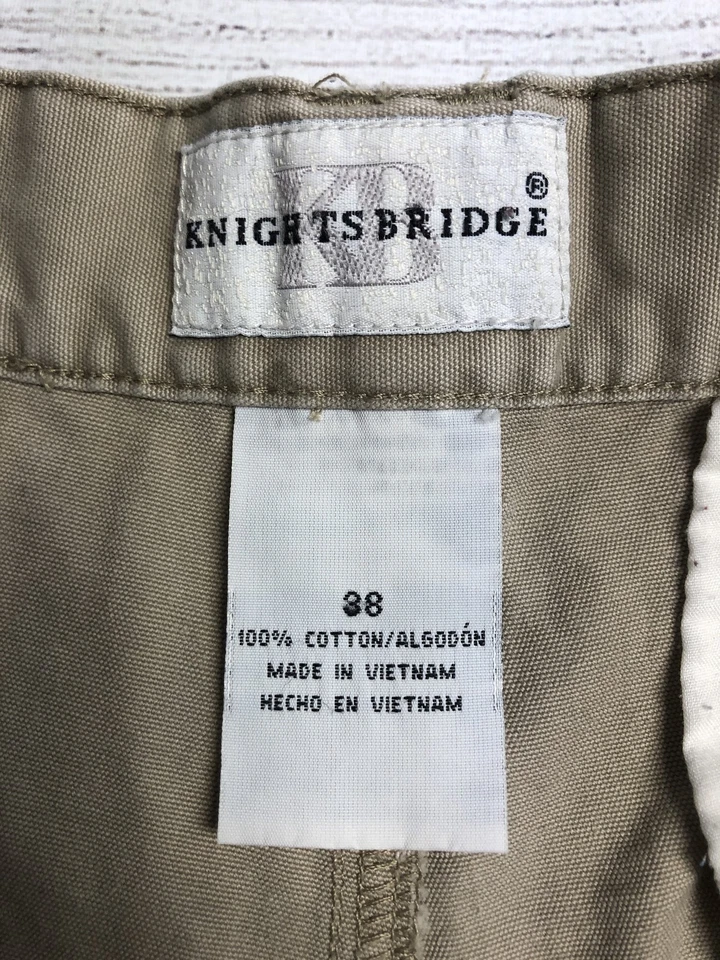 KB
KNIGHTSBRIDGE®
38
100% COTTON/ALGODÓN
MADE IN VIETNAM
HECHO EN VIETNAM